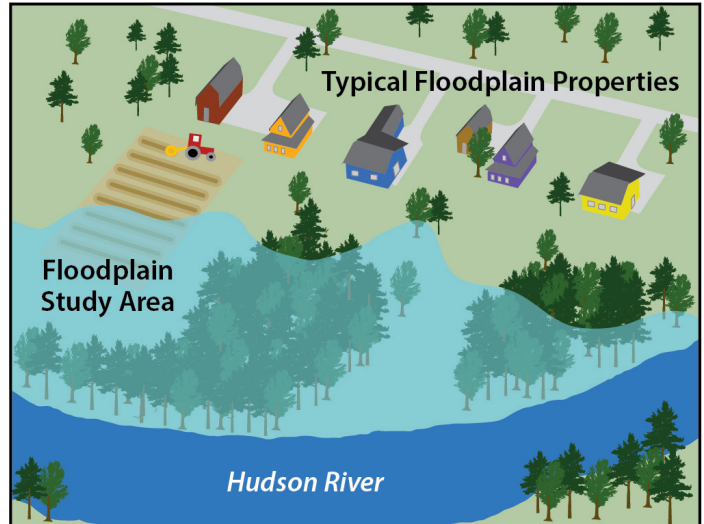 Typical Floodplain Properties
Floodplain
Study Area
Hudson River